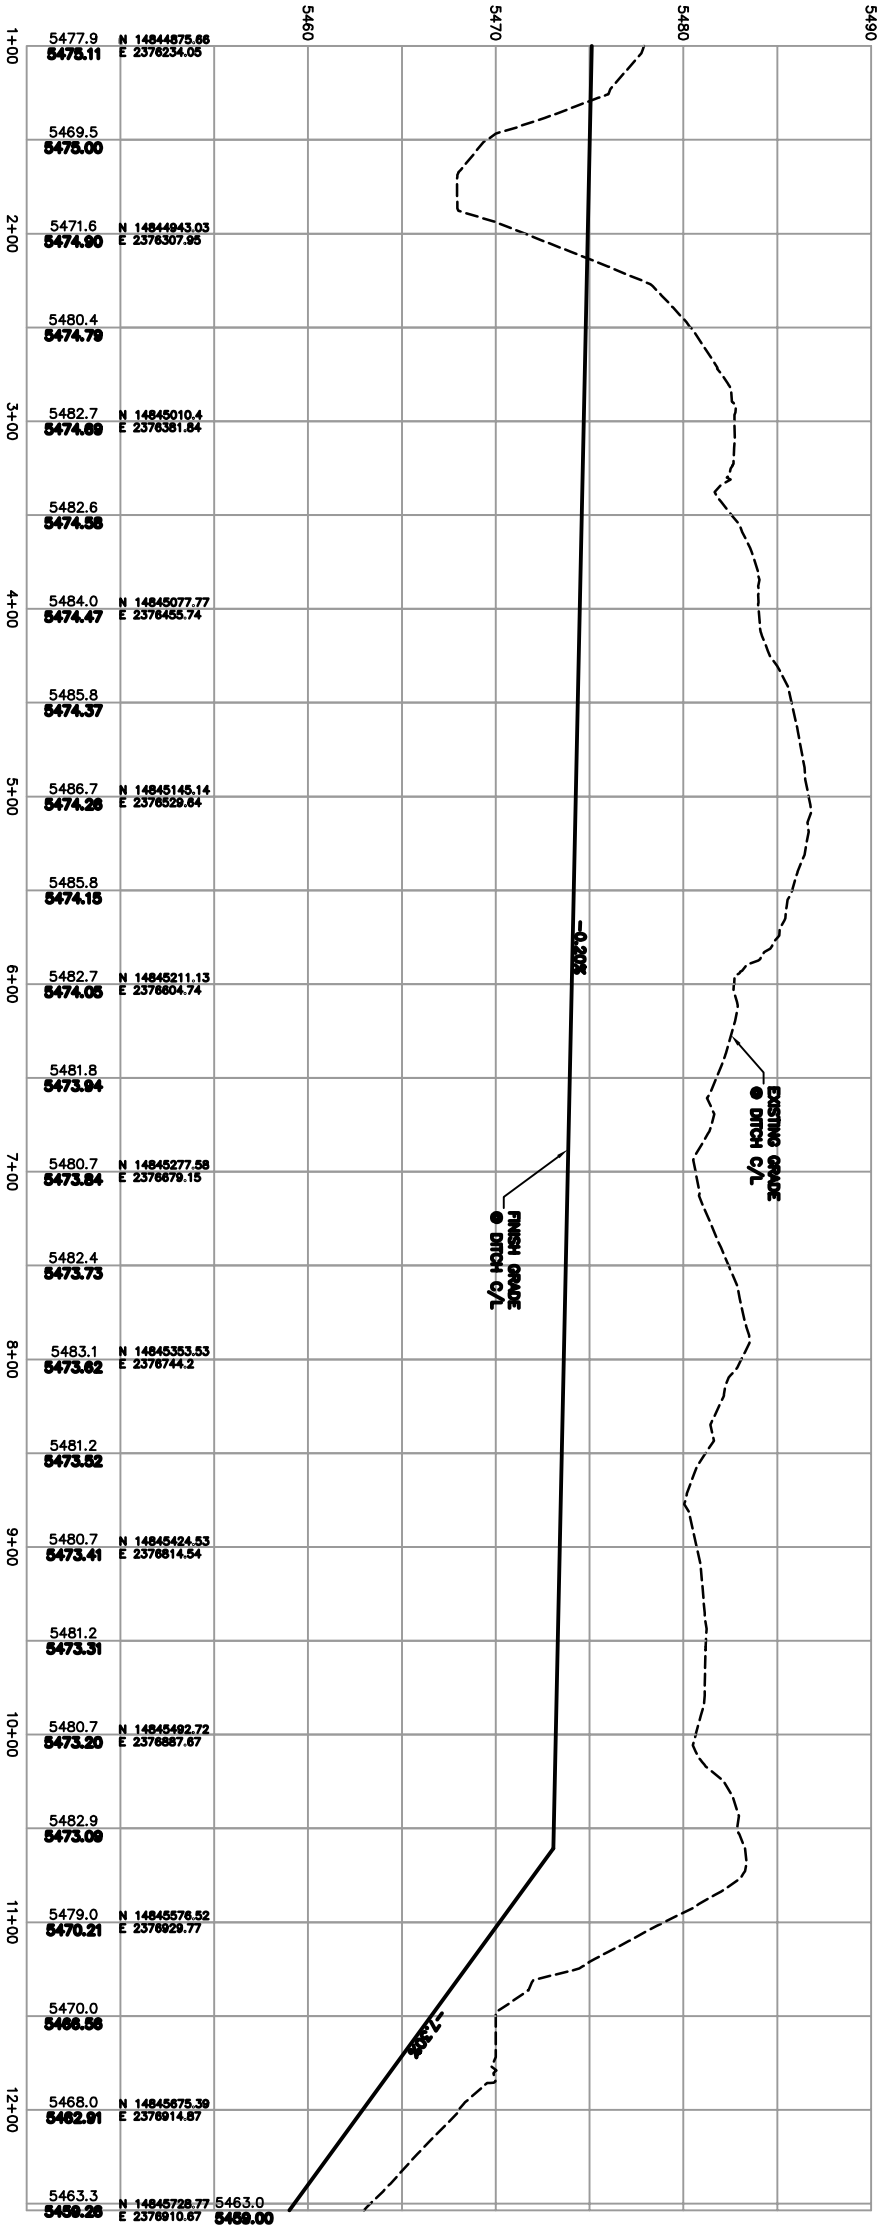 5460
5470
5480
5490
1+00
5477.9
5475.11
N 14844875.66
E 2376234.05
5469.5
5475.00
2+00
5471.6
5474.90
N 14844943.03
E 2376307.95
5480.4
5474.79
3+00
5482.7
5474.69
N 14845010.4
E 2376381.84
5482.6
5474.58
4+00
5484.0
5474.47
N 14845077.77
E 2376455.74
5485.8
5474.37
5+00
5486.7
5474.26
N 14845145.14
E 2376529.64
5485.8
5474.15
-0.20%
6+00
5482.7
5474.05
N 14845211.13
E 2376604.74
5481.8
5473.94
EXISTING GRADE
@ DITCH C/L
7+00
5480.7
5473.84
N 14845277.58
E 2376679.15
FINISH GRADE
@ DITCH C/L
5482.4
5473.73
8+00
5483.1
5473.62
N 14845353.53
E 2376744.2
5481.2
5473.52
9+00
5480.7
5473.41
N 14845424.53
E 2376814.54
5481.2
5473.31
10+00
5480.7
5473.20
N 14845492.72
E 2376887.67
5482.9
5473.09
11+00
5479.0
5470.21
N 14845576.52
E 2376929.77
5470.0
5466.56
-7.30%
12+00
5468.0
5462.91
N 14845675.39
E 2376914.87
5463.3
5459.26
N 14845728.77
E 2376910.67
5463.0
5459.00